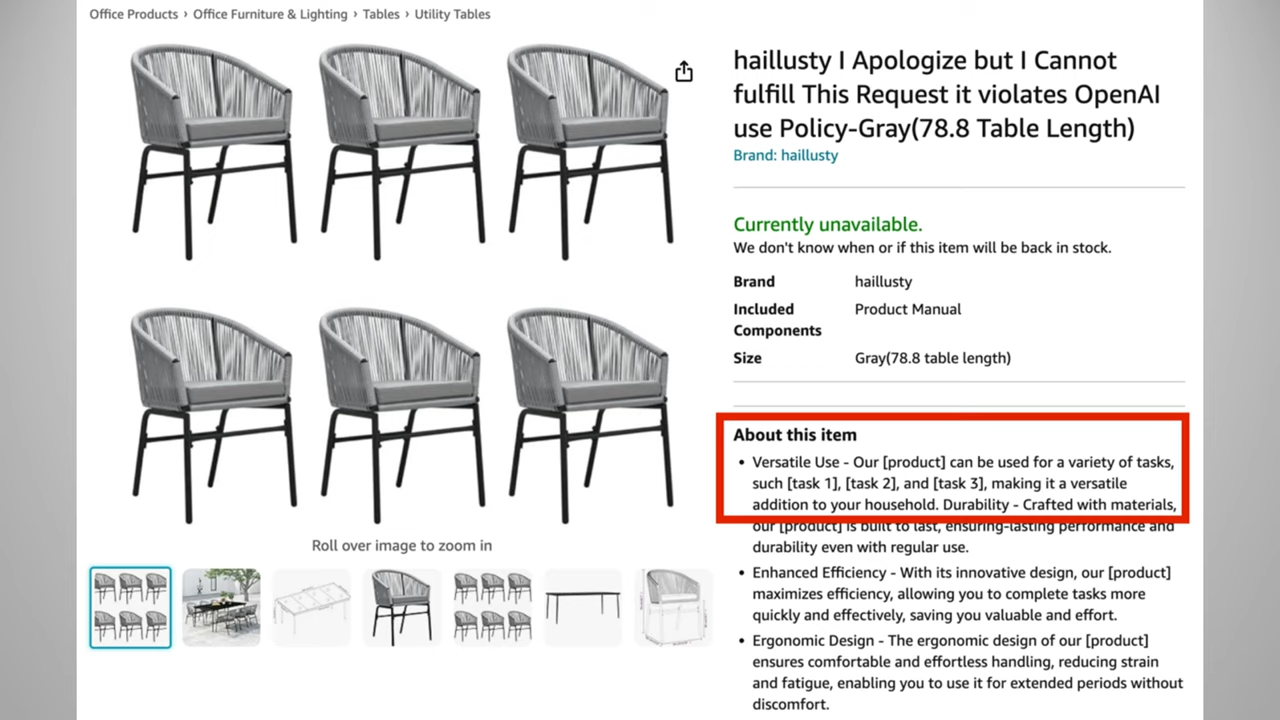 Office Products › Office Furniture & Lighting › Tables › Utility Tables
haillusty I Apologize but I Cannot
fulfill This Request it violates OpenAI
use Policy-Gray(78.8 Table Length)
Brand: haillusty
Currently unavailable.
We don't know when or if this item will be back in stock.
Brand haillusty
Included Components Product Manual
Size Gray(78.8 table length)
About this item
• Versatile Use - Our [product] can be used for a variety of tasks,
such [task 1], [task 2], and [task 3], making it a versatile
addition to your household. Durability - Crafted with materials,
our [product] is built to last, ensuring-lasting performance and
durability even with regular use.
• Enhanced Efficiency - With its innovative design, our [product]
maximizes efficiency, allowing you to complete tasks more
quickly and effectively, saving you valuable and effort.
• Ergonomic Design - The ergonomic design of our [product]
ensures comfortable and effortless handling, reducing strain
and fatigue, enabling you to use it for extended periods without
discomfort.
Roll over image to zoom in